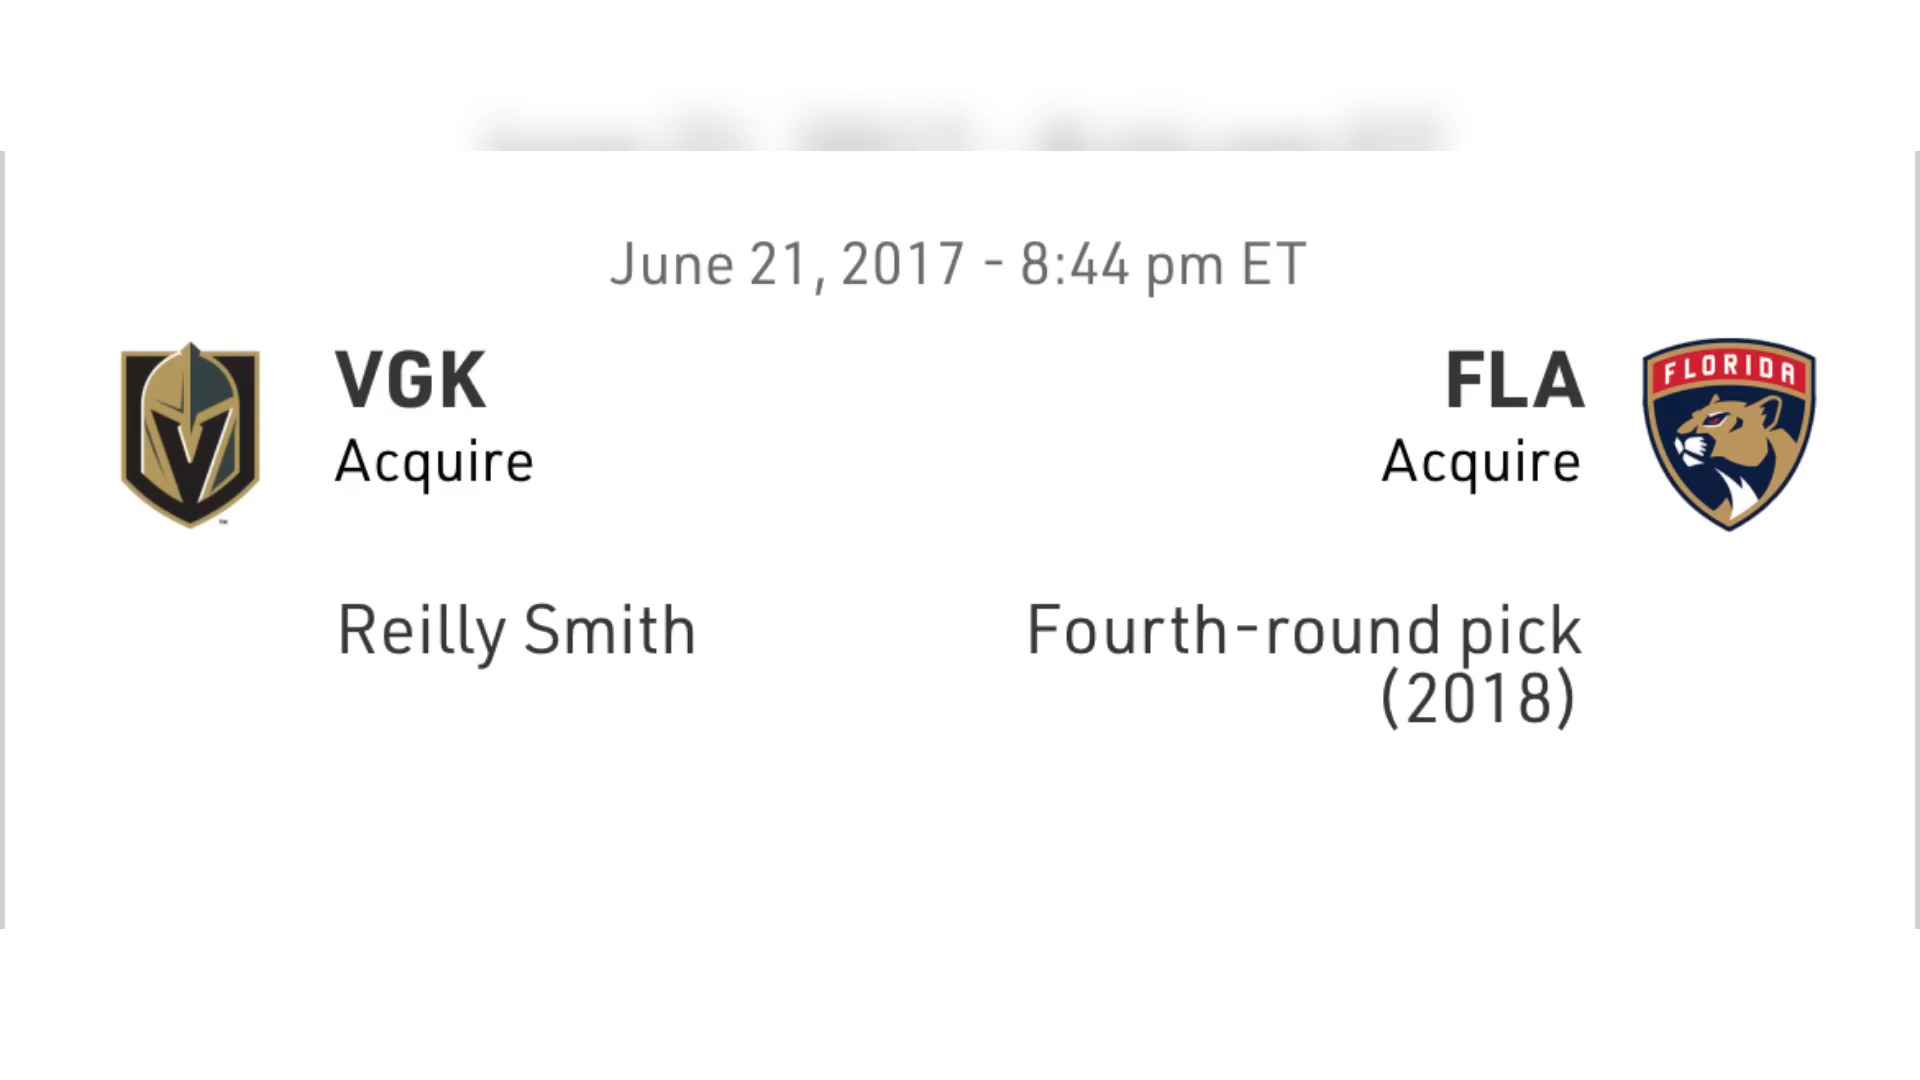 June 21, 2017 - 8:44 pm ET
VGK
Acquire
Reilly Smith
FLA
Acquire
FLORIDA
Fourth-round pick
(2018)